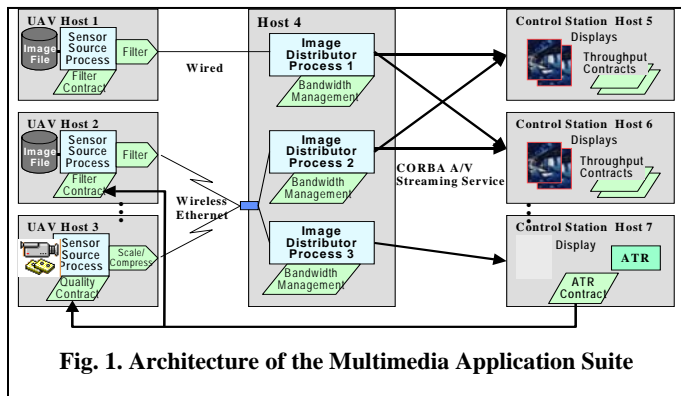 UAV Host 1
Image
File
Sensor
Source
Process
Filter
Filter
Contract
Wired
UAV Host 2
Image
File
Sensor
Source
Process
Filter
Filter
Contract
Wireless
Ethernet
UAV Host 3
Sensor
Source
Process
Scale/
Compress
Quality
Contract
Host 4
Image
Distributor
Process 1
Bandwidth
Management
Image
Distributor
Process 2
Bandwidth
Management
Image
Distributor
Process 3
Bandwidth
Management
CORBA A/V
Streaming Service
Control Station Host 5
Displays
Throughput
Contracts
Control Station Host 6
Displays
Throughput
Contracts
Control Station Host 7
Display
ATR
ATR
Contract
Fig. 1. Architecture of the Multimedia Application Suite